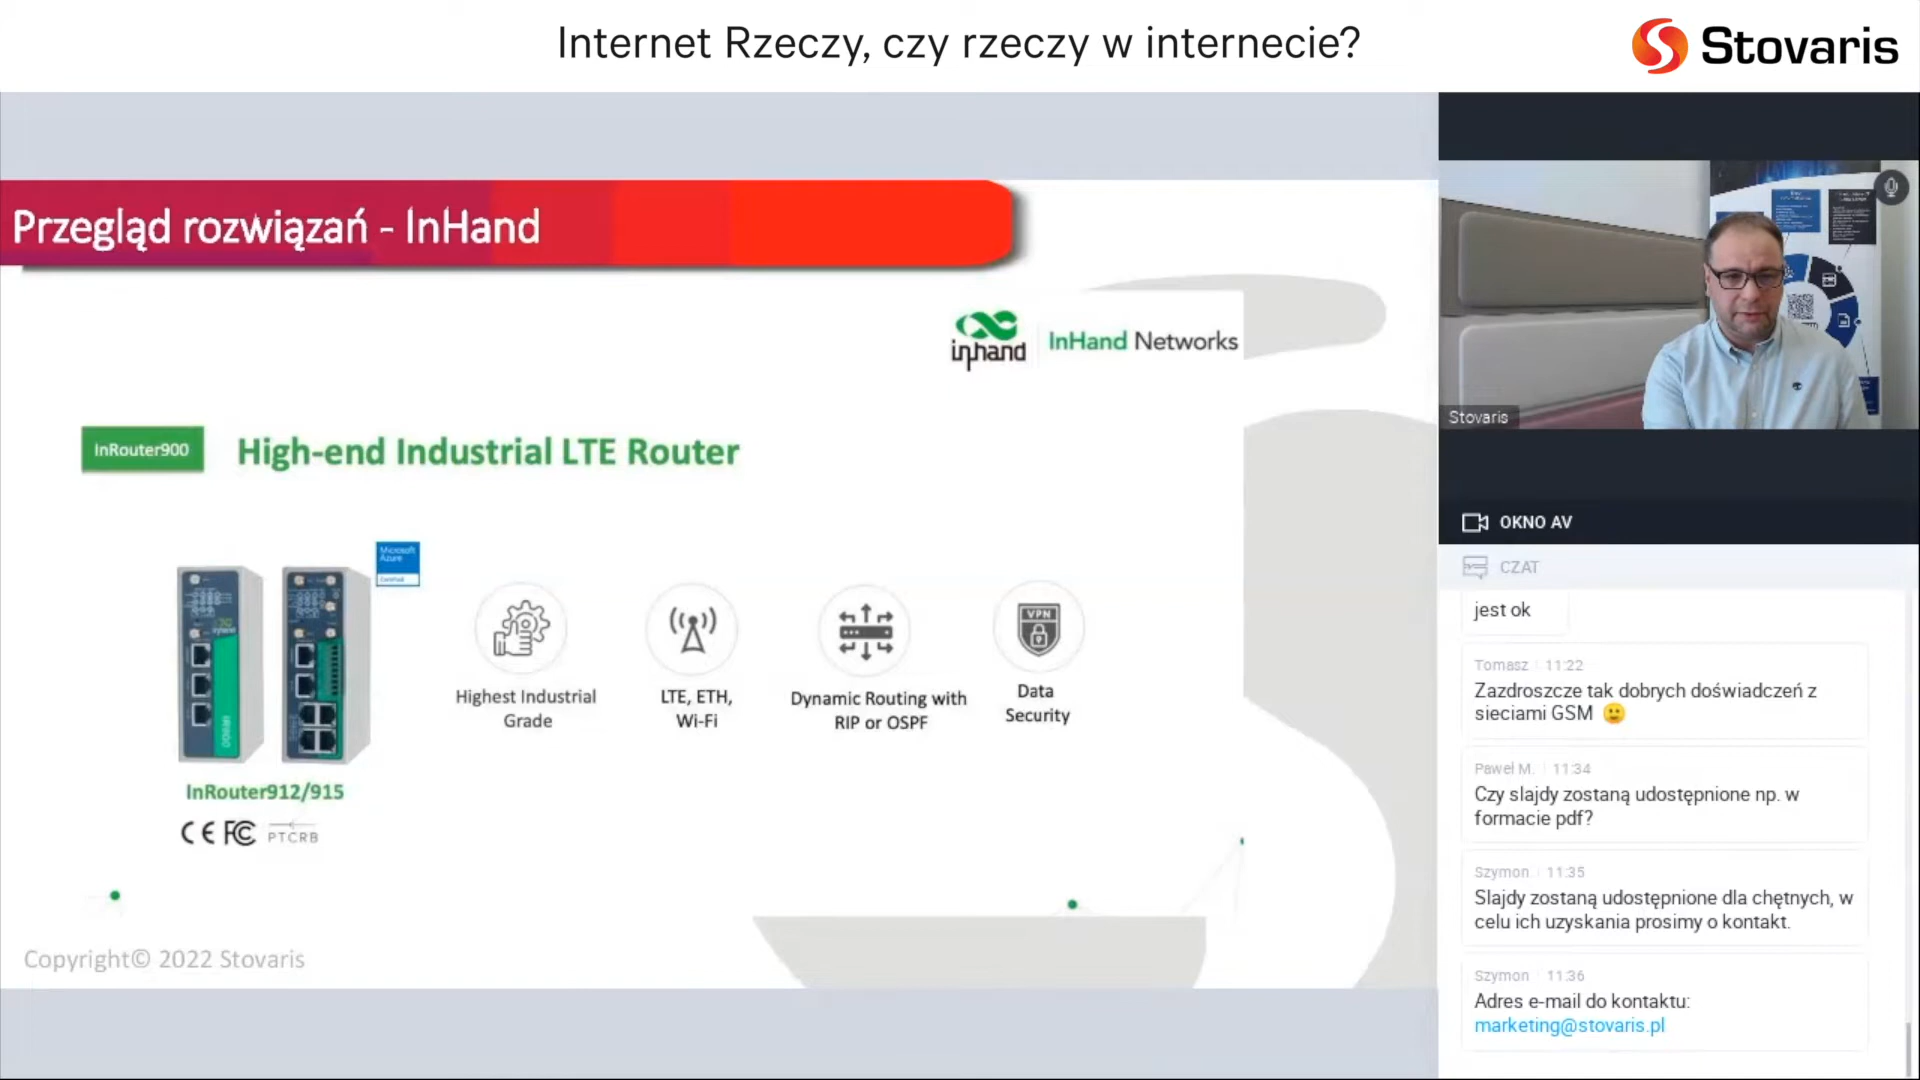 Internet Rzeczy, czy rzeczy w internecie?
Stovaris
Przegląd rozwiązań - InHand
inhand
InHand Networks
InRouter900
High-end Industrial LTE Router
Microsoft
Azure
Highest Industrial
Grade
LTE, ETH,
Wi-Fi
Dynamic Routing with
RIP or OSPF
VPN
Data
Security
InRouter912/915
CE FC PTCRB
Copyright© 2022 Stovaris
Stovaris
OKNO AV
CZAT
jest ok
Tomasz 11:22
Zazdroszcze tak dobrych doświadczeń z
sieciami GSM 🙂
Paweł M. 11:34
Czy slajdy zostaną udostępnione np. w
formacie pdf?
Szymon 11:35
Slajdy zostaną udostępnione dla chętnych, w
celu ich uzyskania prosimy o kontakt.
Szymon 11:36
Adres e-mail do kontaktu:
marketing@stovaris.pl